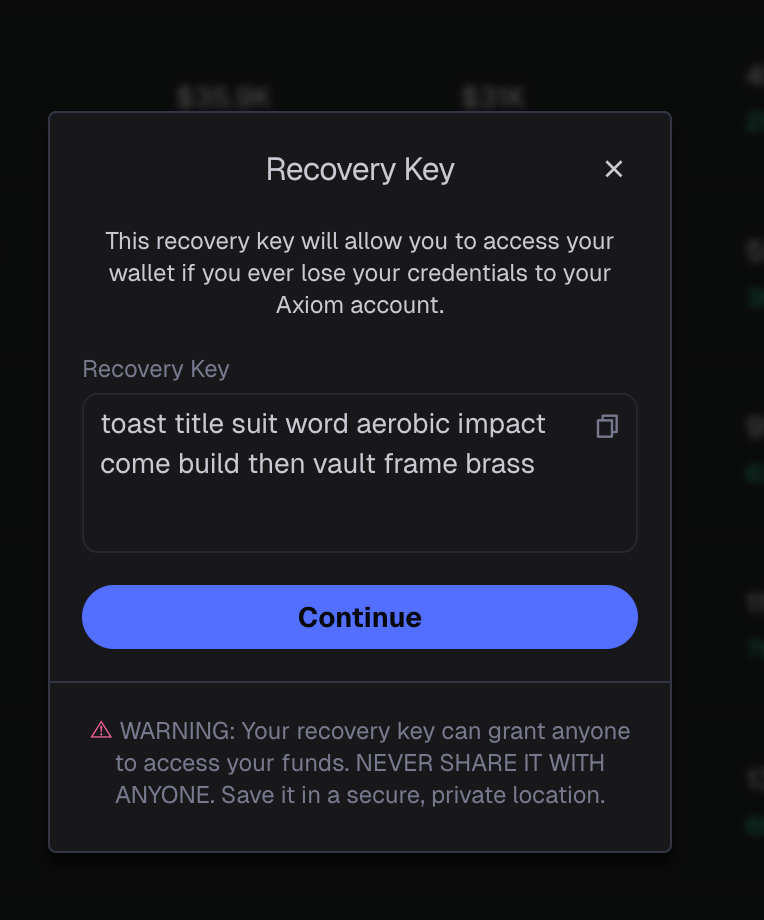 $35.9K $31K
Recovery Key
This recovery key will allow you to access your
wallet if you ever lose your credentials to your
Axiom account.
Recovery Key
toast title suit word aerobic impact
come build then vault frame brass
Continue
WARNING: Your recovery key can grant anyone
to access your funds. NEVER SHARE IT WITH
ANYONE. Save it in a secure, private location.